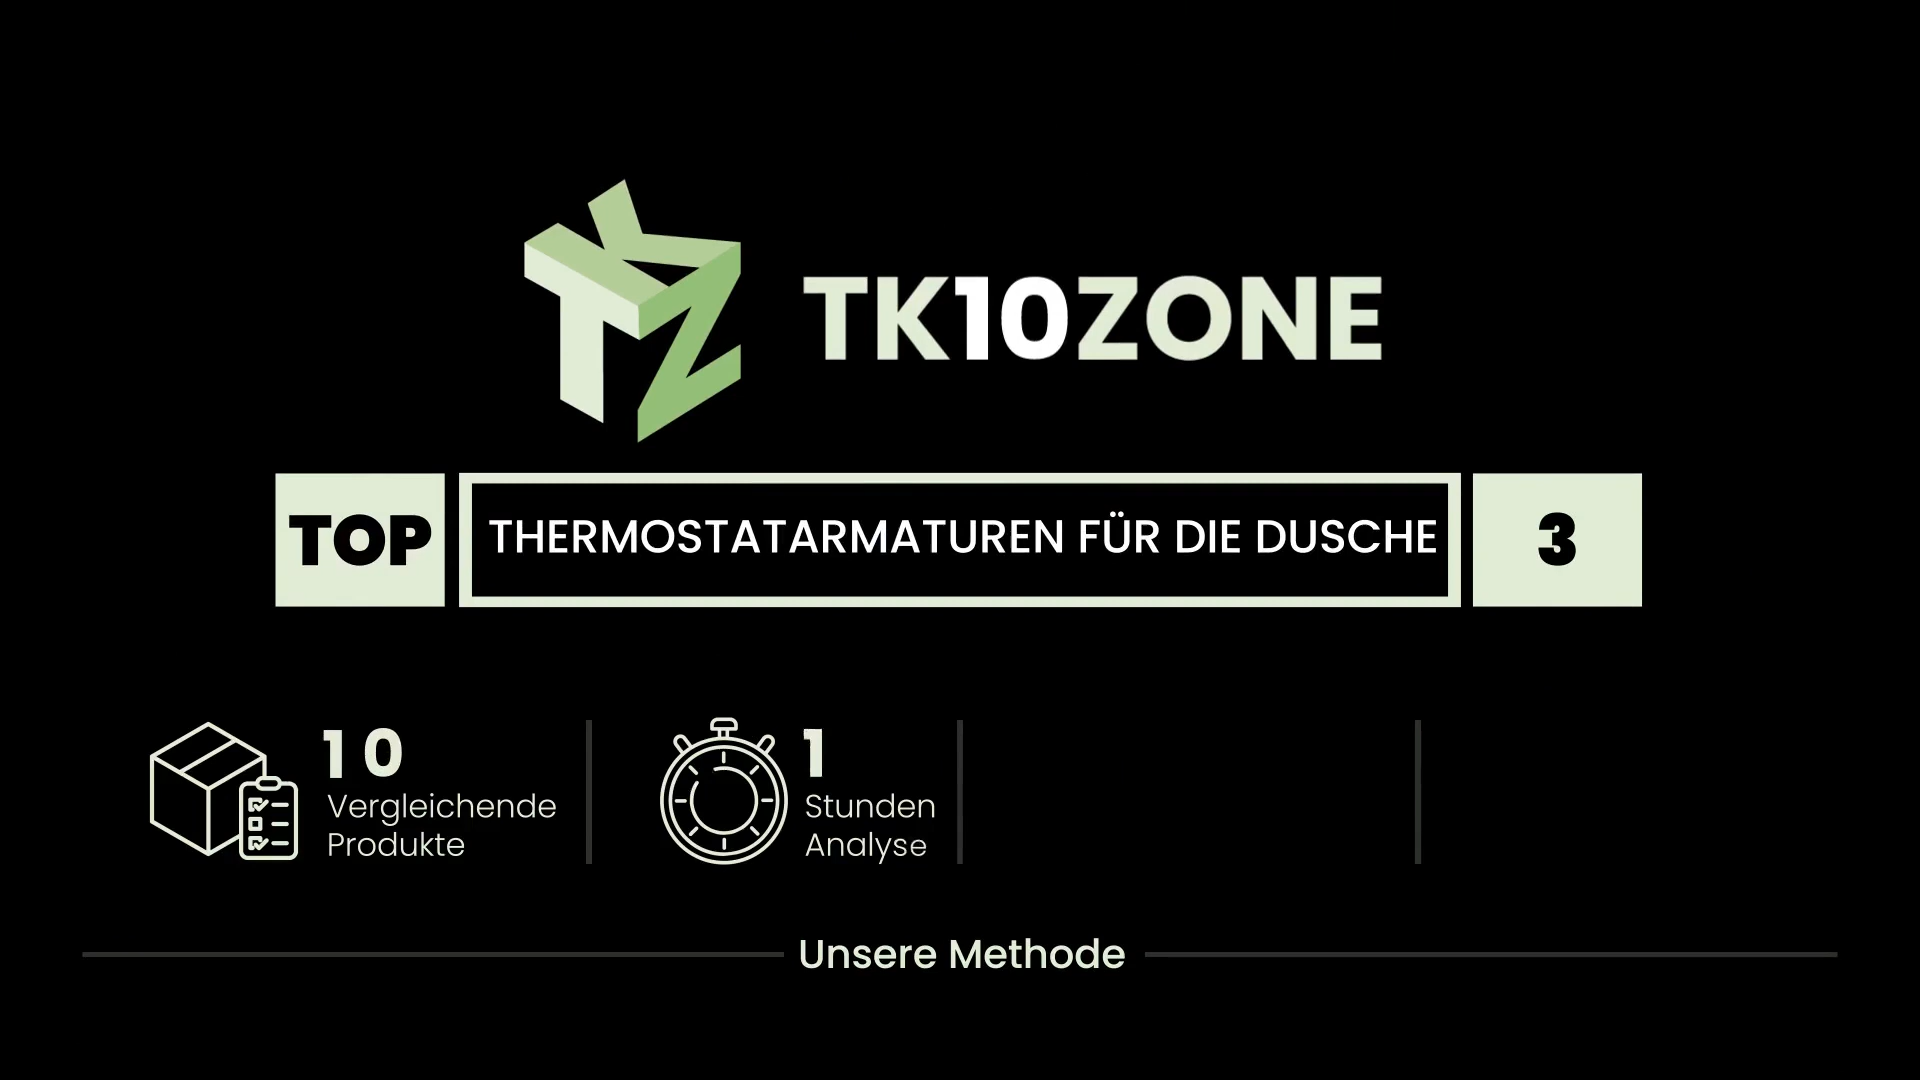 TK10ZONE
TOP
THERMOSTATARMATUREN FÜR DIE DUSCHE
3
10
Vergleichende
Produkte
1
Stunden
Analyse
Unsere Methode